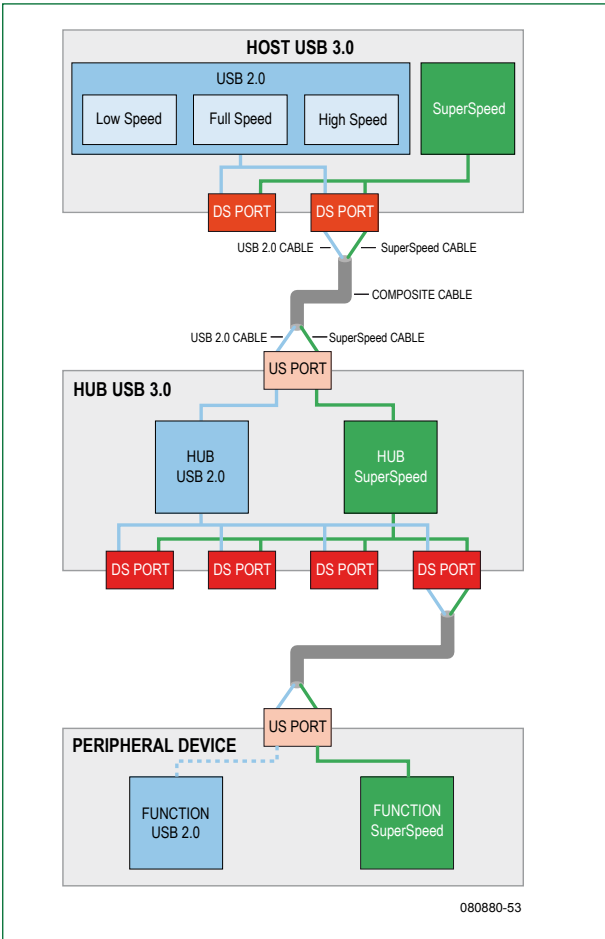 HOST USB 3.0
USB 2.0
Low Speed
Full Speed
High Speed
SuperSpeed
DS PORT
DS PORT
USB 2.0 CABLE
SuperSpeed CABLE
COMPOSITE CABLE
USB 2.0 CABLE
SuperSpeed CABLE
US PORT
HUB USB 3.0
HUB
USB 2.0
HUB
SuperSpeed
DS PORT
DS PORT
DS PORT
DS PORT
US PORT
PERIPHERAL DEVICE
FUNCTION
USB 2.0
FUNCTION
SuperSpeed
080880-53